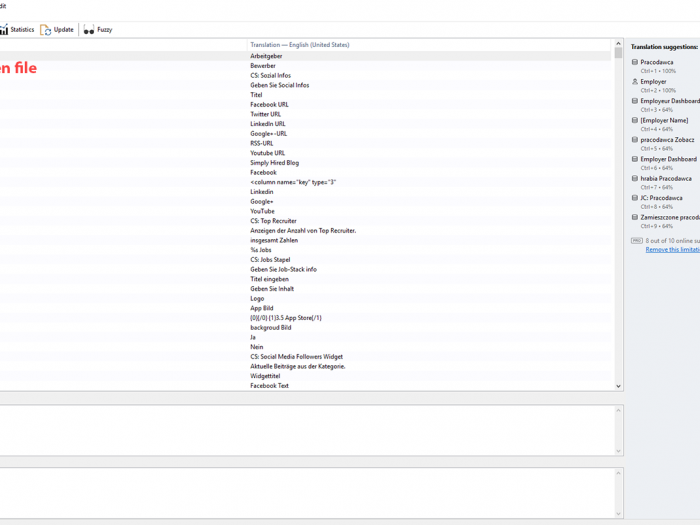 dit
Statistics Update Fuzzy
Translation — English (United States)
en file
Arbeitgeber
Bewerber
CS: Sozial Infos
Geben Sie Social Infos
Titel
Facebook URL
Twitter URL
LinkedIn URL
Google+-URL
RSS-URL
Youtube URL
Simply Hired Blog
Facebook
<column name="key" type="3"
Linkedin
Google+
YouTube
CS: Top Recruiter
Anzeigen der Anzahl von Top Recruiter.
insgesamt Zahlen
%s Jobs
CS: Jobs Stapel
Geben Sie Job-Stack info
Titel eingeben
Geben Sie Inhalt
Logo
App Bild
{0}{/0} {1}3.5 App Store{/1}
backgroud Bild
Ja
Nein
CS: Social Media Followers Widget
Aktuelle Beiträge aus der Kategorie.
Widgettitel
Facebook Text
Translation suggestions:
Pracodawca
Ctrl+1 • 100%
Employer
Ctrl+2 • 100%
Employeur Dashboard
Ctrl+3 • 64%
[Employer Name]
Ctrl+4 • 64%
pracodawca Zobacz
Ctrl+5 • 64%
Employer Dashboard
Ctrl+6 • 64%
hrabia Pracodawca
Ctrl+7 • 64%
JC: Pracodawca
Ctrl+8 • 64%
Zamieszczone pracoda
Ctrl+9 • 64%
PRO 8 out of 10 online su
Remove this limitati